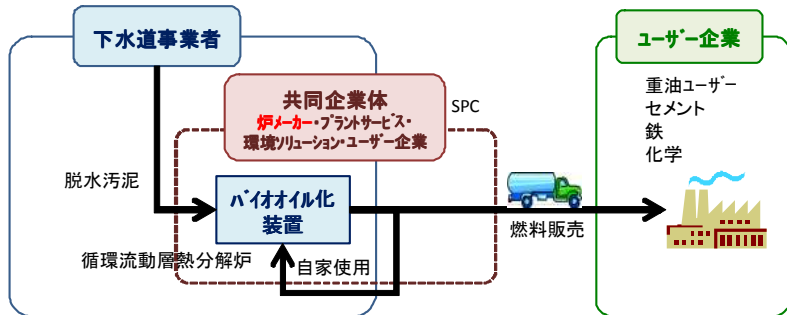 下水道事業者
ユーザー企業
共同企業体
炉メーカー・プラントサービス・
環境ソリューション・ユーザー企業
SPC
重油ユーザー
セメント
鉄
化学
脱水汚泥
バイオオイル化
装置
燃料販売
循環流動層熱分解炉
自家使用